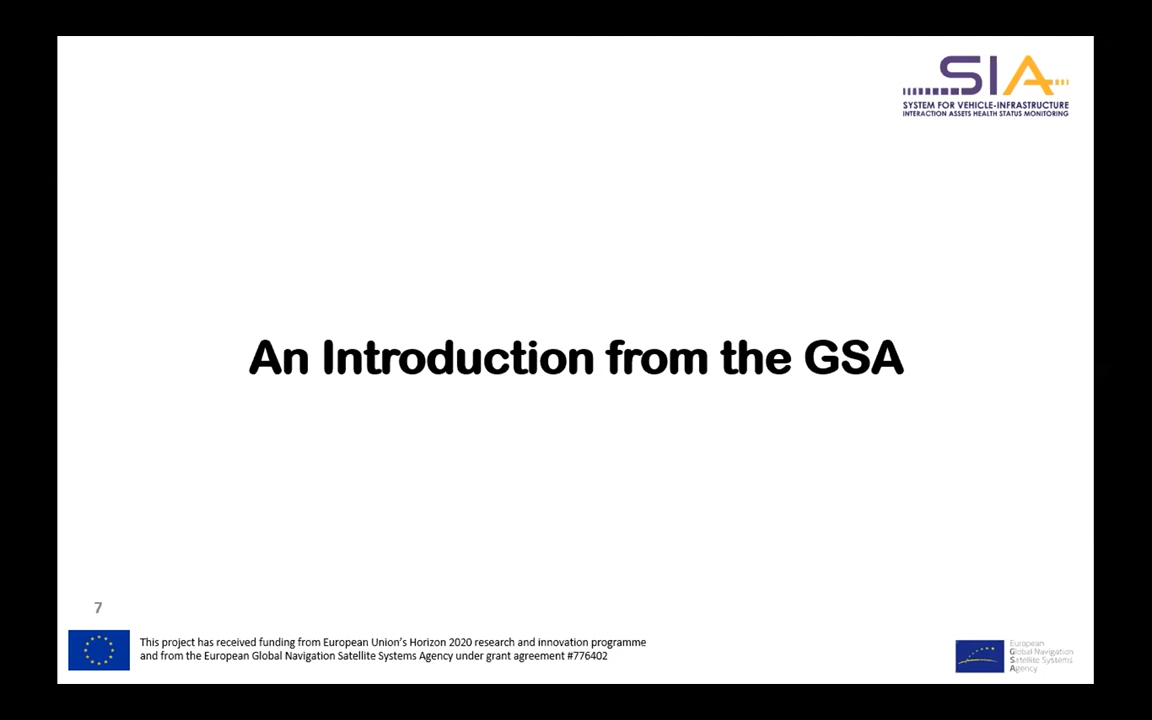 SIA
SYSTEM FOR VEHICLE-INFRASTRUCTURE
INTERACTION ASSETS HEALTH STATUS MONITORING
An Introduction from the GSA
7
This project has received funding from European Union's Horizon 2020 research and innovation programme
and from the European Global Navigation Satellite Systems Agency under grant agreement #776402
European
Global Navigation
Satellite Systems
Agency